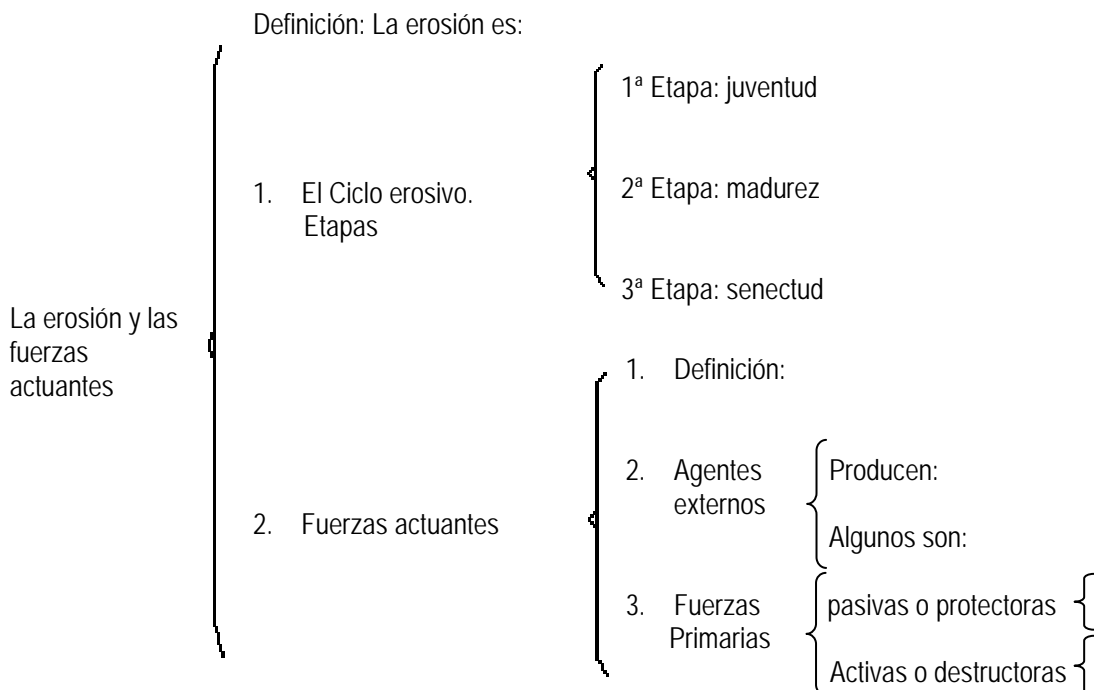 Definición: La erosión es:
1ª Etapa: juventud
1. El Ciclo erosivo.
Etapas
2ª Etapa: madurez
3ª Etapa: senectud
La erosión y las
fuerzas
actuantes
1. Definición:
2. Fuerzas actuantes
2. Agentes
externos
Producen:
Algunos son:
3. Fuerzas
Primarias
pasivas o protectoras
Activas o destructoras